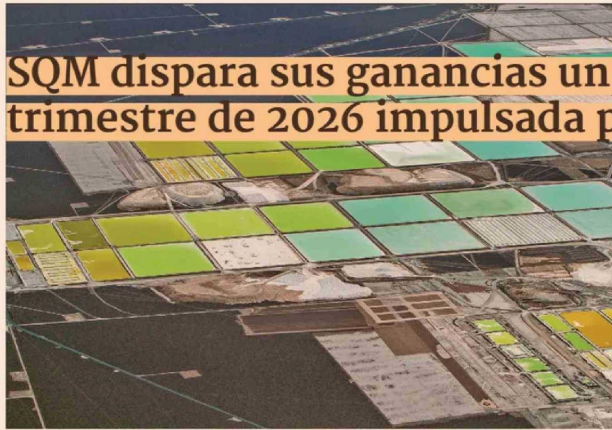 SQM dispara sus ganancias un
trimestre de 2026 impulsada p